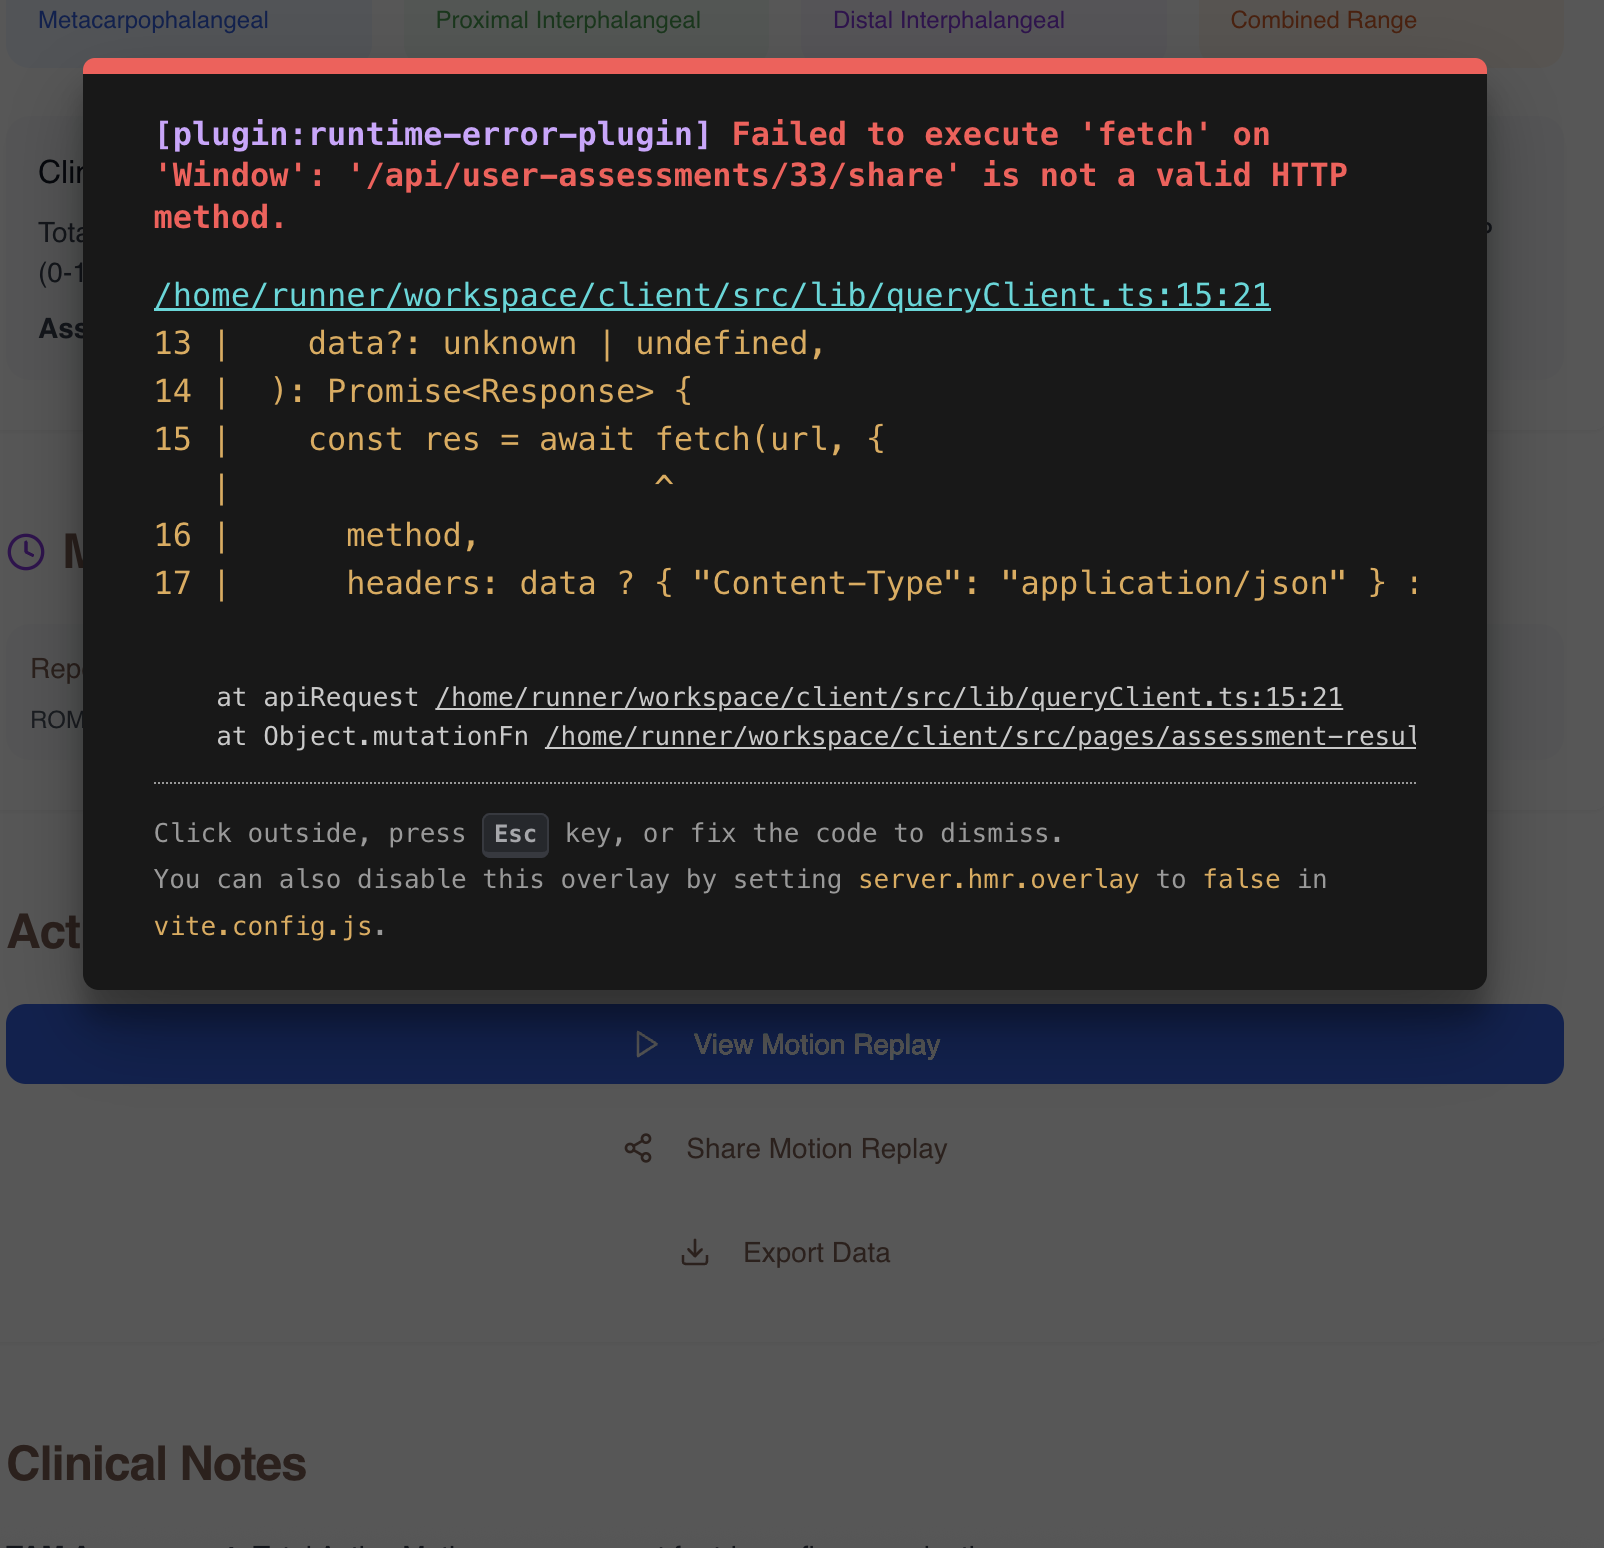 Metacarpophalangeal
Proximal Interphalangeal
Distal Interphalangeal
Combined Range
[plugin:runtime-error-plugin] Failed to execute 'fetch' on
'Window': '/api/user-assessments/33/share' is not a valid HTTP
method.
/home/runner/workspace/client/src/lib/queryClient.ts:15:21
13 | data?: unknown | undefined,
14 | ): Promise<Response> {
15 | const res = await fetch(url, {
| ^
16 | method,
17 | headers: data ? { "Content-Type": "application/json" } :
at apiRequest /home/runner/workspace/client/src/lib/queryClient.ts:15:21
at Object.mutationFn /home/runner/workspace/client/src/pages/assessment-resul
Click outside, press Esc key, or fix the code to dismiss.
You can also disable this overlay by setting server.hmr.overlay to false in
vite.config.js.
Clin
Tota
(0-1
Ass
M
Repo
ROM
Act
View Motion Replay
Share Motion Replay
Export Data
Clinical Notes